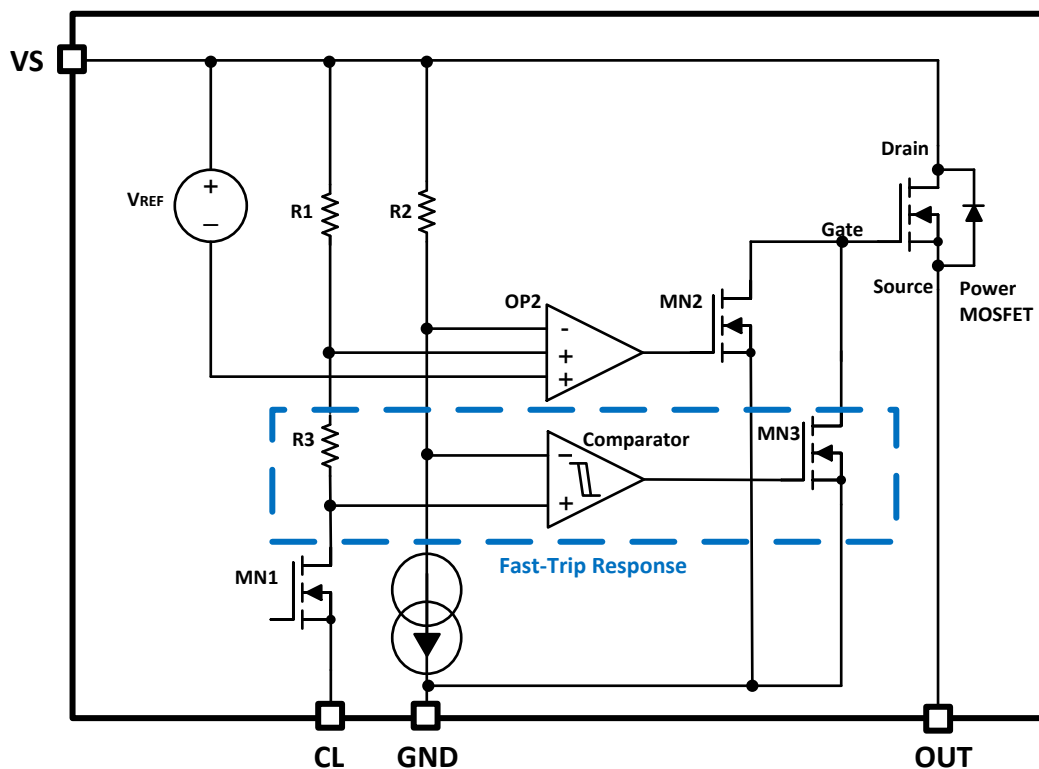 VS
Drain
VREF
R1
R2
Gate
OP2
MN2
Source
Power
MOSFET
-
+
+
R3
Comparator
MN3
−
+
Fast-Trip Response
MN1
CL
GND
OUT
+
−